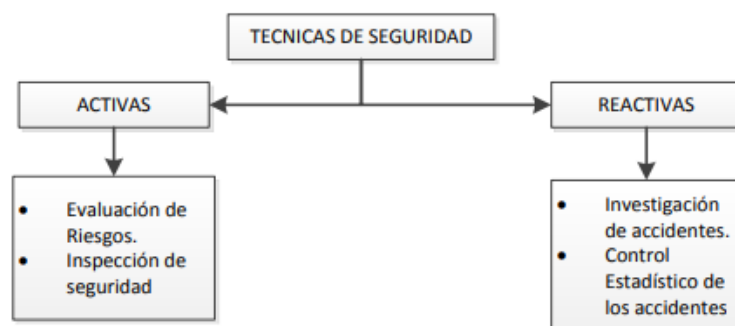 TECNICAS DE SEGURIDAD
ACTIVAS
REACTIVAS
• Evaluación de
Riesgos.
• Inspección de
seguridad
• Investigación
de accidentes.
• Control
Estadístico de
los accidentes